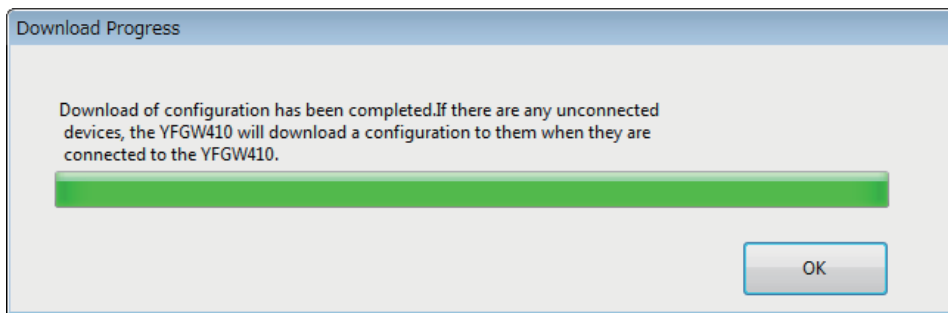 Download Progress
Download of configuration has been completed.If there are any unconnected
devices, the YFGW410 will download a configuration to them when they are
connected to the YFGW410.
OK